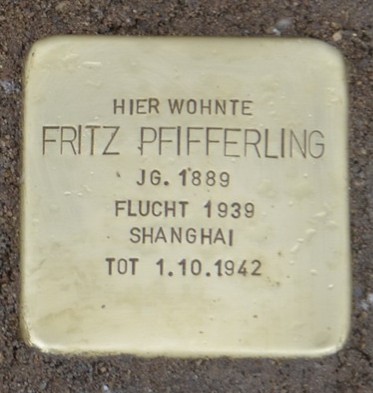 HIER WOHNTE
FRITZ PFIFFERLING
JG. 1889
FLUCHT 1939
SHANGHAI
TOT 1.10.1942